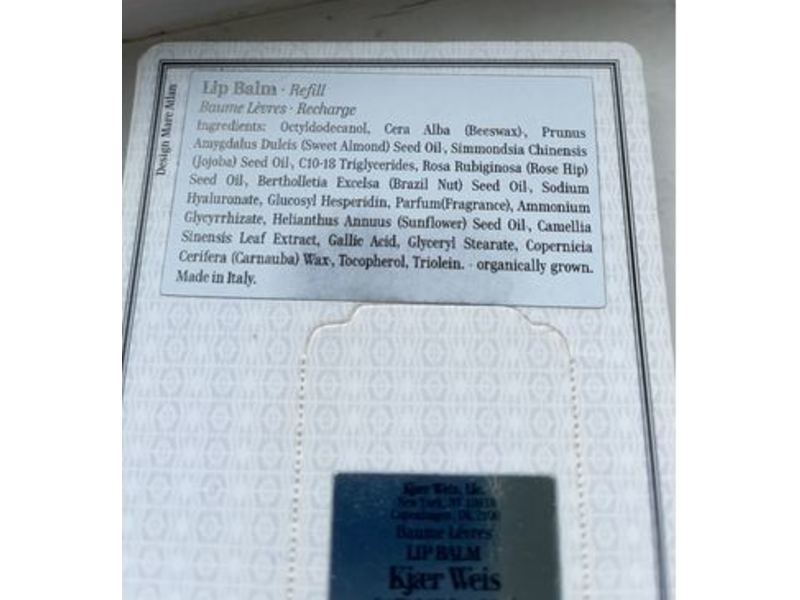 Design Marc Atlan
Lip Balm · Refill
Baume Lèvres · Recharge
Ingredients: Octyldodecanol, Cera Alba (Beeswax), Prunus
Amygdalus Dulcis (Sweet Almond) Seed Oil, Simmondsia Chinensis
(Jojoba) Seed Oil, C10-18 Triglycerides, Rosa Rubiginosa (Rose Hip)
Seed Oil, Bertholletia Excelsa (Brazil Nut) Seed Oil, Sodium
Hyaluronate, Glucosyl Hesperidin, Parfum(Fragrance), Ammonium
Glycyrrhizate, Helianthus Annuus (Sunflower) Seed Oil, Camellia
Sinensis Leaf Extract, Gallic Acid, Glyceryl Stearate, Copernicia
Cerifera (Carnauba) Wax, Tocopherol, Triolein. · organically grown.
Made in Italy.
Kjær Weis, Llc.
New York, NY
Copenhagen, DK
Baume Lèvres
LIP BALM
Kjær Weis